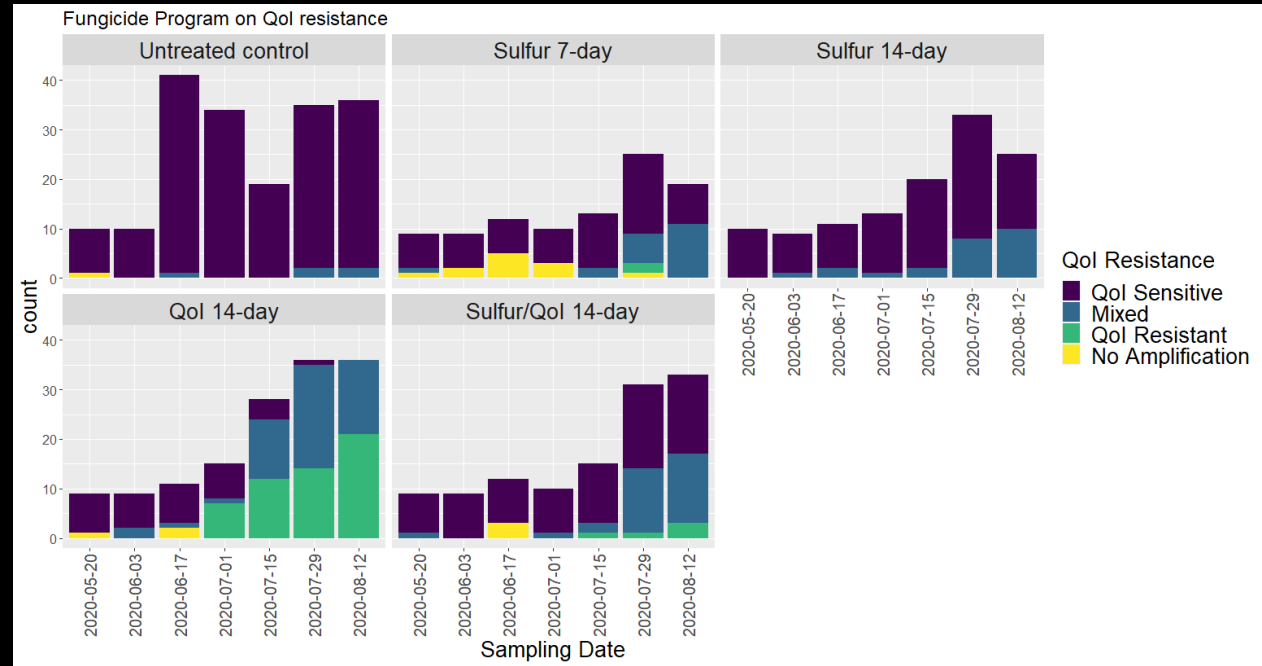 Fungicide Program on QoI resistance
Untreated control
Sulfur 7-day
Sulfur 14-day
40
30
20
10
0
QoI 14-day
Sulfur/QoI 14-day
40
30
20
10
0
count
2020-05-20
2020-06-03
2020-06-17
2020-07-01
2020-07-15
2020-07-29
2020-08-12
2020-05-20
2020-06-03
2020-06-17
2020-07-01
2020-07-15
2020-07-29
2020-08-12
2020-05-20
2020-06-03
2020-06-17
2020-07-01
2020-07-15
2020-07-29
2020-08-12
Sampling Date
QoI Resistance
QoI Sensitive
Mixed
QoI Resistant
No Amplification